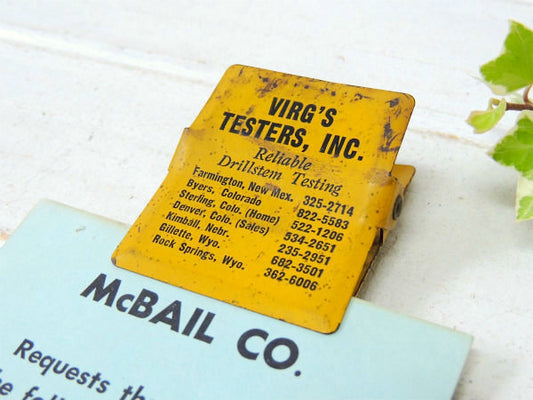 VIRG'S
TESTERS, INC.
Reliable
Drillstem Testing
Farmington, New Mex. 325-2714
Byers, Colorado 822-5583
Sterling, Colo. (Home) 522-1206
Denver, Colo. (Sales) 534-2651
Kimball, Nebr. 235-2951
Gillette, Wyo. 682-3501
Rock Springs, Wyo. 362-6006
McBAIL CO.
Requests th